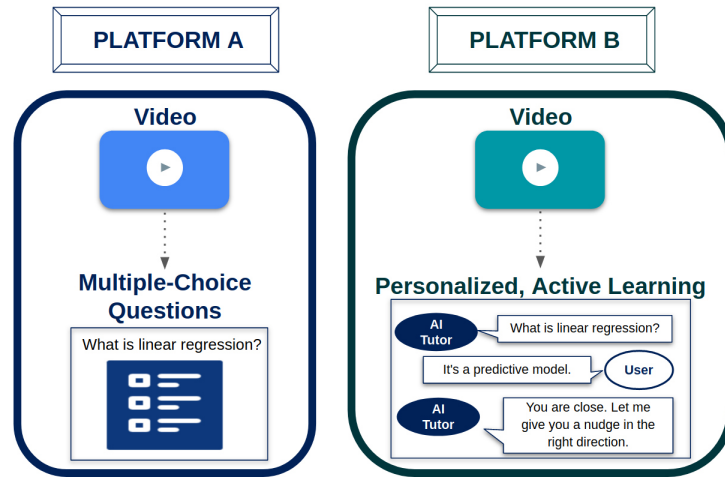 PLATFORM A
Video
Multiple-Choice
Questions
What is linear regression?
PLATFORM B
Video
Personalized, Active Learning
AI
Tutor
What is linear regression?
It's a predictive model.
User
AI
Tutor
You are close. Let me
give you a nudge in the
right direction.